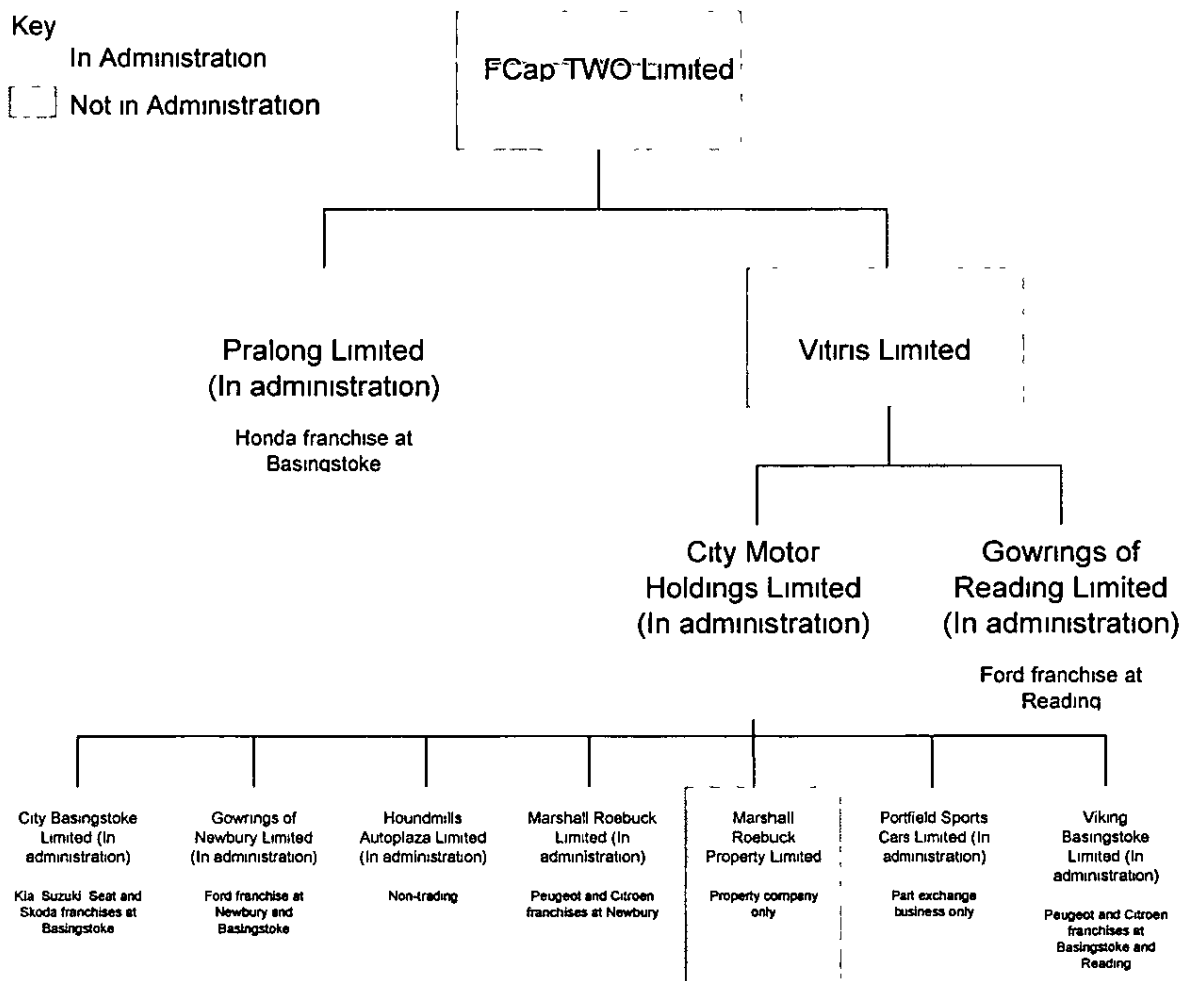 Key
In Administration
Not in Administration
FCap TWO Limited
Pralong Limited
(In administration)
Honda franchise at
Basingstoke
Vitiris Limited
City Motor
Holdings Limited
(In administration)
Gowrings of
Reading Limited
(In administration)
Ford franchise at
Reading
City Basingstoke
Limited (In
administration)
Kia Suzuki Seat and
Skoda franchises at
Basingstoke
Gowrings of
Newbury Limited
(In administration)
Ford franchise at
Newbury and
Basingstoke
Houndmills
Autoplaza Limited
(In administration)
Non-trading
Marshall Roebuck
Limited (In
administration)
Peugeot and Citroen
franchises at Newbury
Marshall
Roebuck
Property Limited
Property company
only
Portfield Sports
Cars Limited (In
administration)
Part exchange
business only
Viking
Basingstoke
Limited (In
administration)
Peugeot and Citroen
franchises at
Basingstoke and
Reading